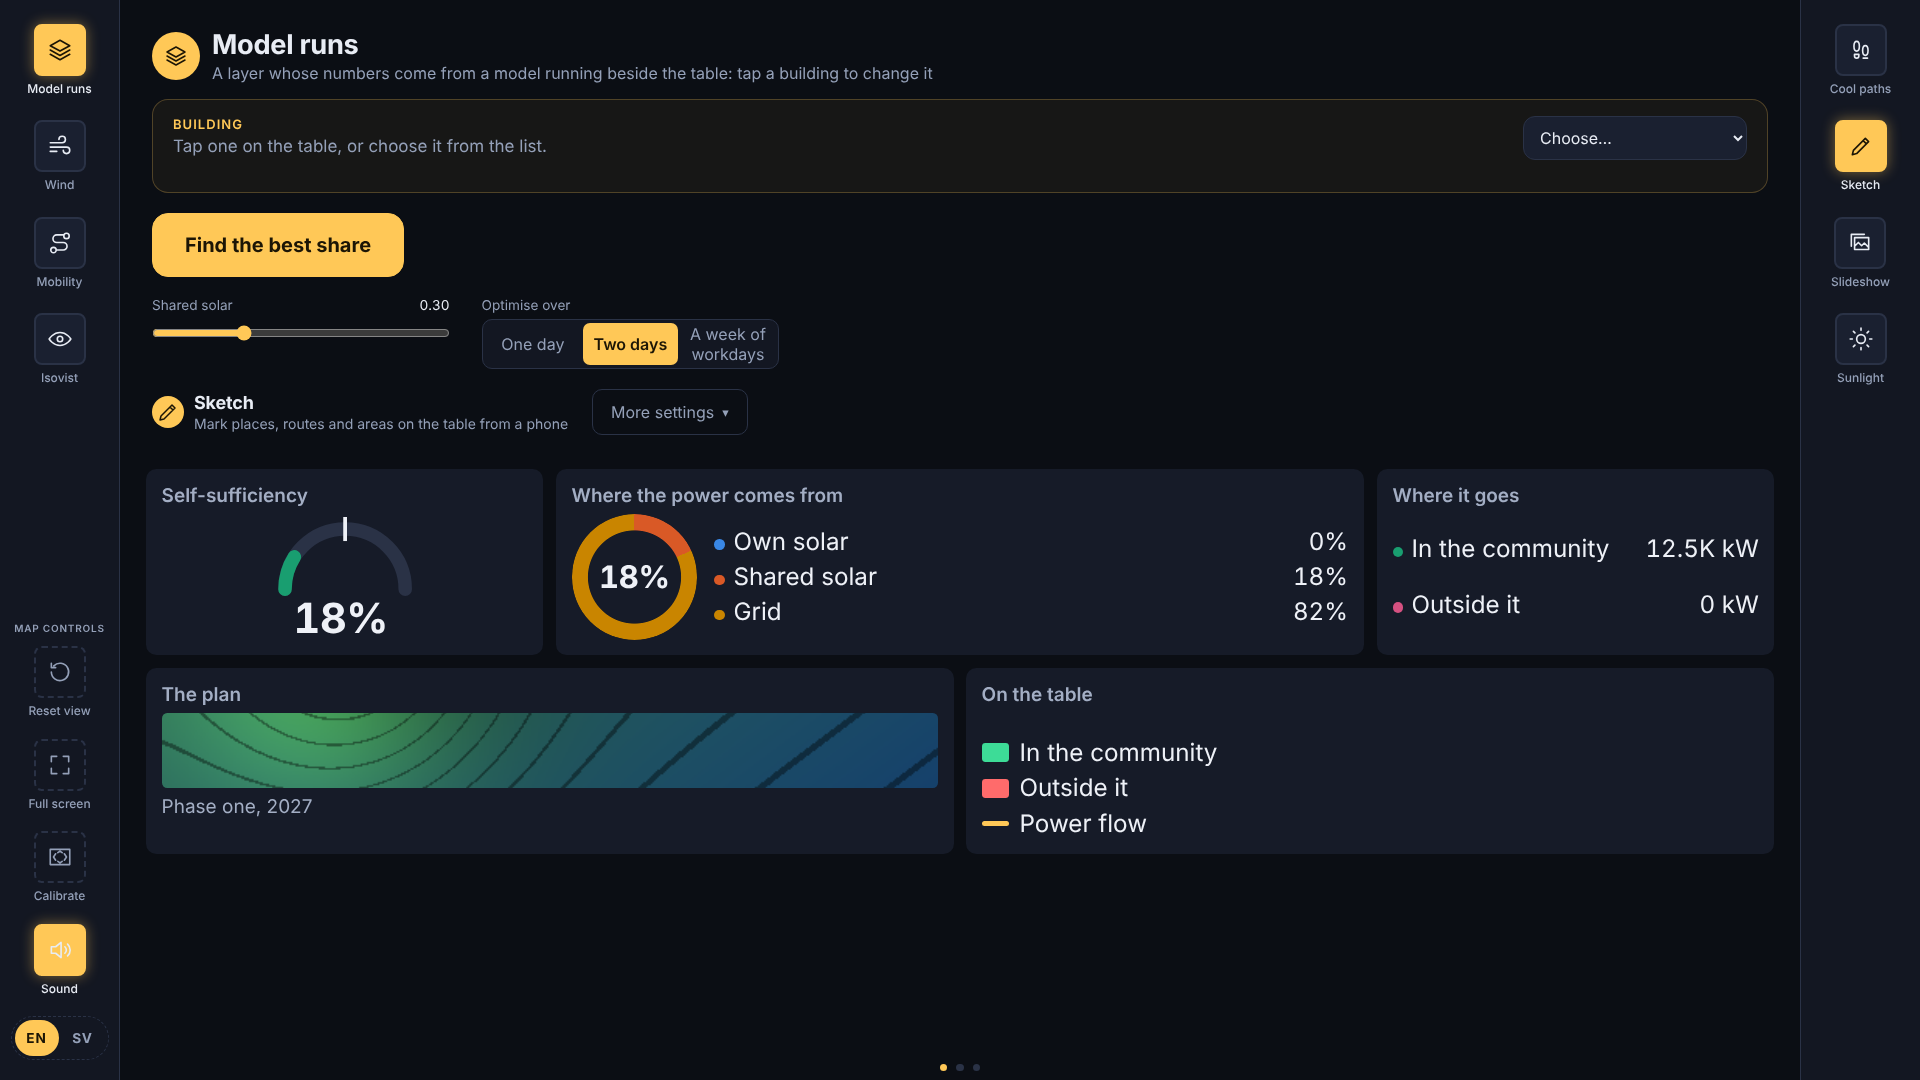 Model runs
Wind
Mobility
Isovist
MAP CONTROLS
Reset view
Full screen
Calibrate
Sound
EN SV
Model runs
A layer whose numbers come from a model running beside the table: tap a building to change it
BUILDING
Tap one on the table, or choose it from the list.
Choose...
Find the best share
Shared solar 0.30
Optimise over
One day
Two days
A week of
workdays
Sketch
Mark places, routes and areas on the table from a phone
More settings ▾
Self-sufficiency
18%
Where the power comes from
18%
Own solar 0%
Shared solar 18%
Grid 82%
Where it goes
In the community 12.5K kW
Outside it 0 kW
The plan
Phase one, 2027
On the table
In the community
Outside it
Power flow
Cool paths
Sketch
Slideshow
Sunlight